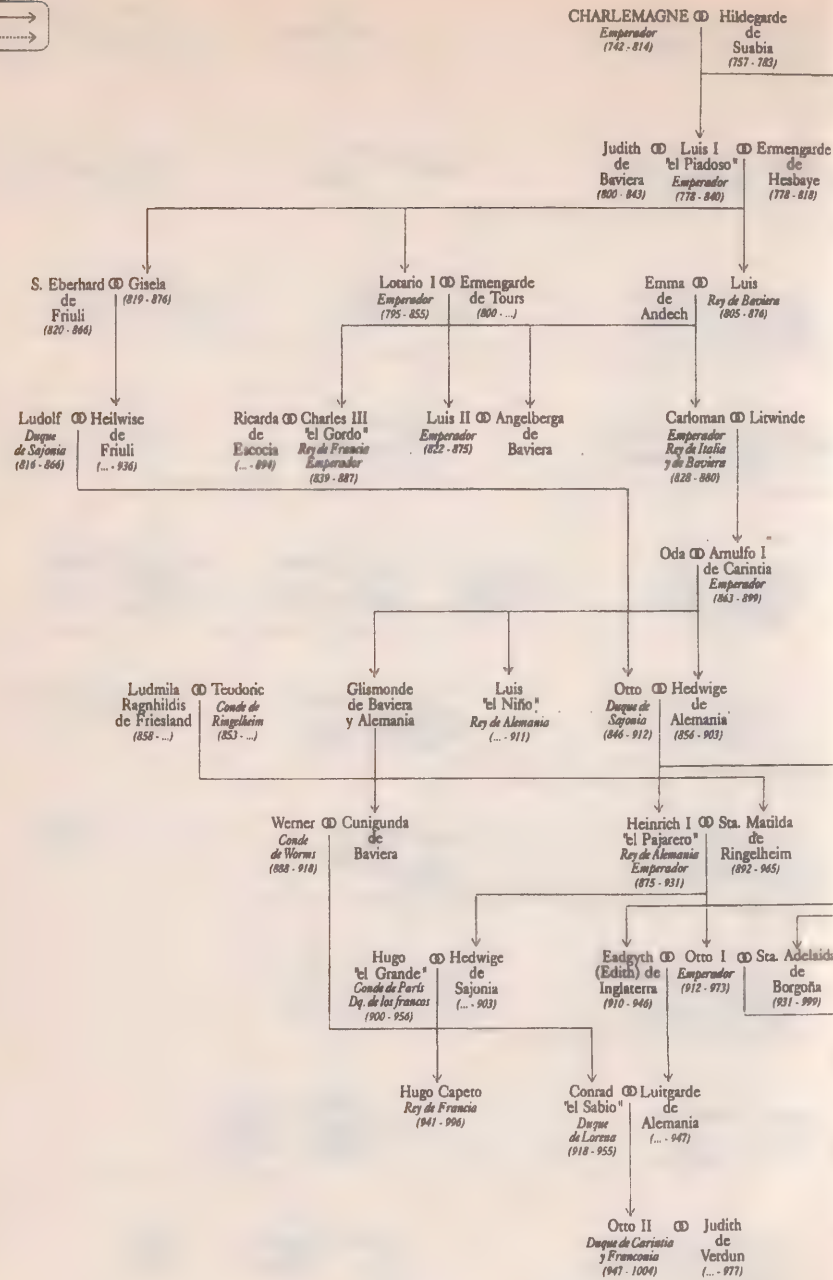 CHARLEMAGNE ⚭ Hildegarde
Emperador de
(742 - 814) Suabia
(757 - 783)
Judith ⚭ Luis I ⚭ Ermengarde
de "el Piadoso" de
Baviera Emperador Hesbaye
(800 - 843) (778 - 840) (778 - 818)
S. Eberhard ⚭ Gisela
de (819 - 876)
Friuli
(820 - 866)
Lotario I ⚭ Ermengarde
Emperador de Tours
(795 - 855) (800 - ...)
Emma ⚭ Luis
de Rey de Baviera
Andech (805 - 876)
Ludolf ⚭ Heilwise
Duque de
de Sajonia Friuli
(816 - 866) (... - 936)
Ricarda ⚭ Charles III
de "el Gordo"
Escocia Rey de Francia
(... - 894) Emperador
(839 - 887)
Luis II ⚭ Angelberga
Emperador de
(822 - 875) Baviera
Carloman ⚭ Litwinde
Emperador
Rey de Italia
y de Baviera
(828 - 880)
Oda ⚭ Arnulfo I
de Carintia
Emperador
(863 - 899)
Ludmila ⚭ Teodoric
Ragnhildis Conde de
de Friesland Ringelheim
(858 - ...) (853 - ...)
Glismonde
de Baviera
y Alemania
Luis
"el Niño"
Rey de Alemania
(... - 911)
Otto ⚭ Hedwige
Duque de de
Sajonia Alemania
(846 - 912) (856 - 903)
Werner ⚭ Cunigunda
Conde de
de Worms Baviera
(888 - 918)
Heinrich I ⚭ Sta. Matilda
"el Pajarero" de
Rey de Alemania Ringelheim
Emperador (892 - 965)
(875 - 931)
Hugo ⚭ Hedwige
"el Grande" de
Conde de París Sajonia
Dq. de los francos (... - 903)
(900 - 956)
Eadgyth ⚭ Otto I ⚭ Sta. Adelaida
(Edith) de Emperador de
Inglaterra (912 - 973) Borgoña
(910 - 946) (931 - 999)
Hugo Capeto
Rey de Francia
(941 - 996)
Conrad ⚭ Luitgarde
"el Sabio" de
Duque Alemania
de Lorena (... - 947)
(918 - 955)
Otto II ⚭ Judith
Duque de Carintia de
y Franconia Verdun
(947 - 1004) (... - 977)